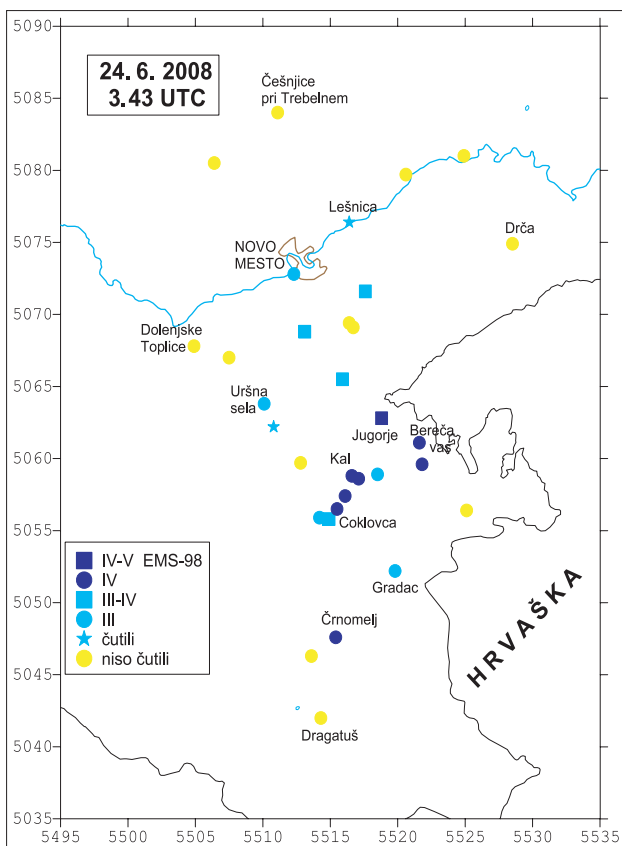 5090
5085
5080
5075
5070
5065
5060
5055
5050
5045
5040
5035
24. 6. 2008
3.43 UTC
Češnjice
pri Trebelnem
Lešnica
NOVO
MESTO
Drča
Dolenjske
Toplice
Uršna
sela
Jugorje
Bereča
vas
Kal
Coklovca
Gradac
Črnomelj
Dragatuš
HRVAŠKA
IV-V EMS-98
IV
III-IV
III
čutili
niso čutili
5495 5500 5505 5510 5515 5520 5525 5530 5535